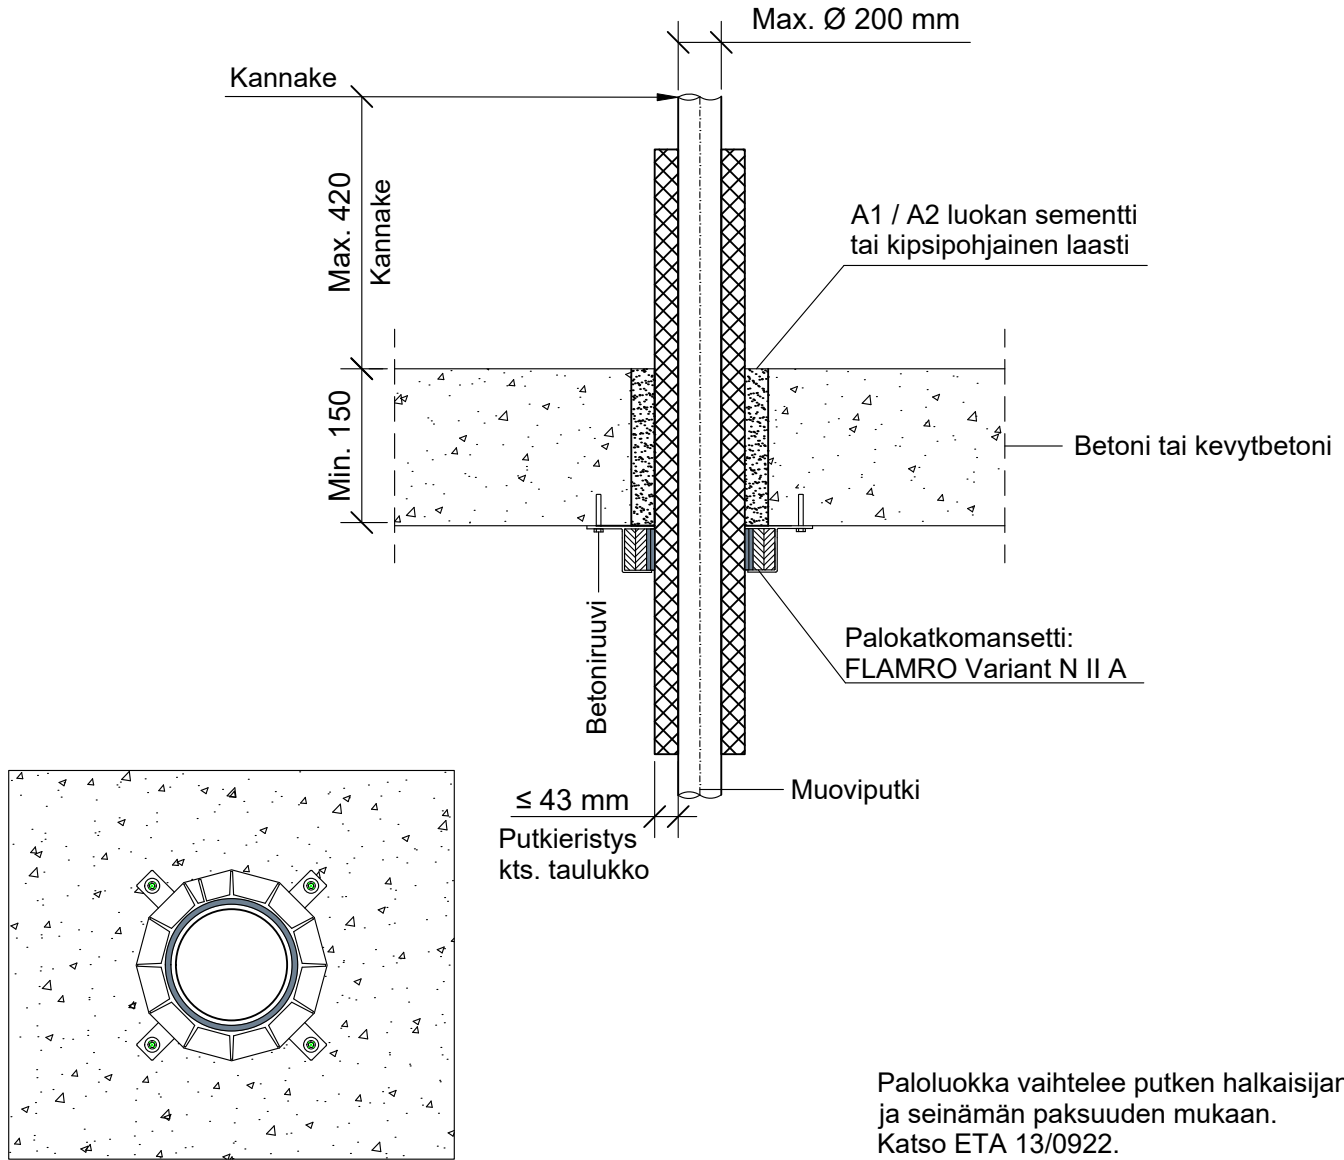 Max. Ø 200 mm
Kannake
Max. 420
Kannake
A1 / A2 luokan sementti
tai kipsipohjainen laasti
Min. 150
Betoni tai kevytbetoni
Betoniruuvi
Palokatkomansetti:
FLAMRO Variant N II A
≤ 43 mm
Putkieristys
kts. taulukko
Muoviputki
Paloluokka vaihtelee putken halkaisijan
ja seinämän paksuuden mukaan.
Katso ETA 13/0922.